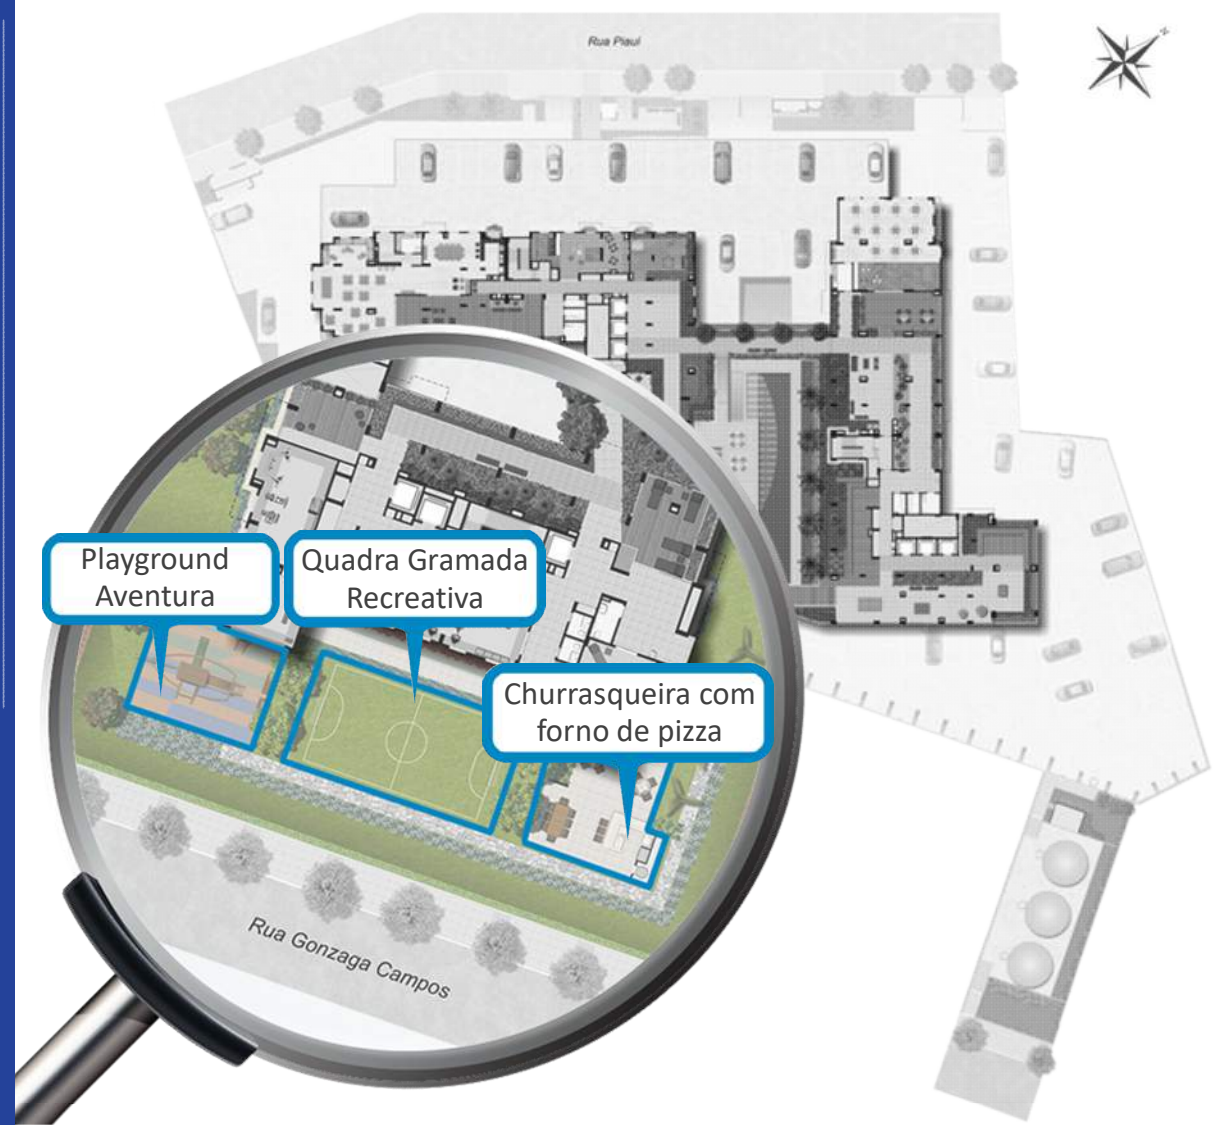 Rua Piauí
N
Playground
Aventura
Quadra Gramada
Recreativa
Churrasqueira com
forno de pizza
Rua Gonzaga Campos